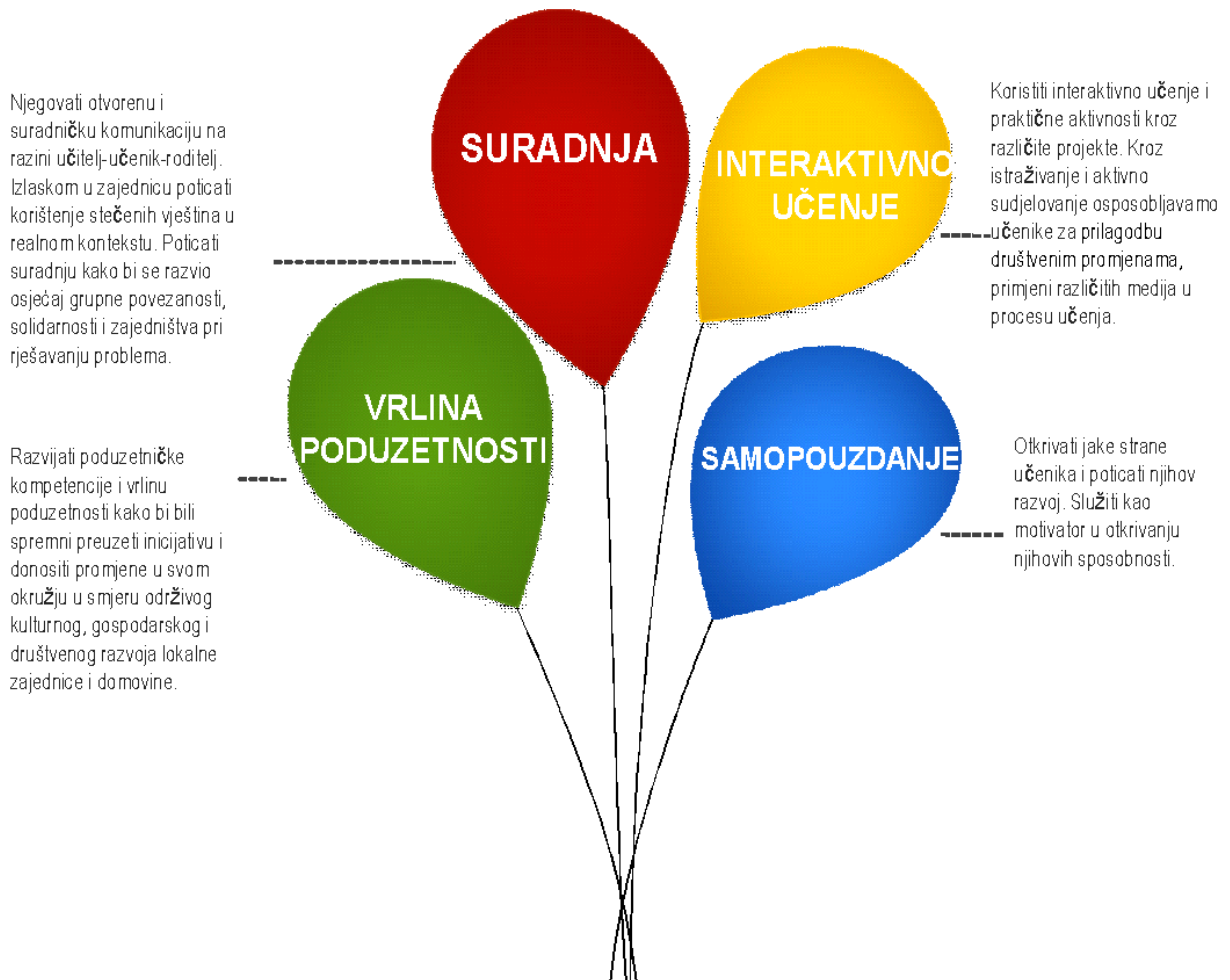 Njegovati otvorenu i
suradničku komunikaciju na
razini učitelj-učenik-roditelj.
Izlaskom u zajednicu poticati
korištenje stečenih vještina u
realnom kontekstu. Poticati
suradnju kako bi se razvio
osjećaj grupne povezanosti,
solidarnosti i zajedništva pri
rješavanju problema.
SURADNJA
INTERAKTIVNO
UČENJE
Koristiti interaktivno učenje i
praktične aktivnosti kroz
različite projekte. Kroz
istraživanje i aktivno
sudjelovanje osposobljavamo
učenike za prilagodbu
društvenim promjenama,
primjeni različitih medija u
procesu učenja.
Razvijati poduzetničke
kompetencije i vrlinu
poduzetnosti kako bi bili
spremni preuzeti inicijativu i
donositi promjene u svom
okružju u smjeru održivog
kulturnog, gospodarskog i
društvenog razvoja lokalne
zajednice i domovine.
VRLINA
PODUZETNOSTI
SAMOPOUZDANJE
Otkrivati jake strane
učenika i poticati njihov
razvoj. Služiti kao
motivator u otkrivanju
njihovih sposobnosti.